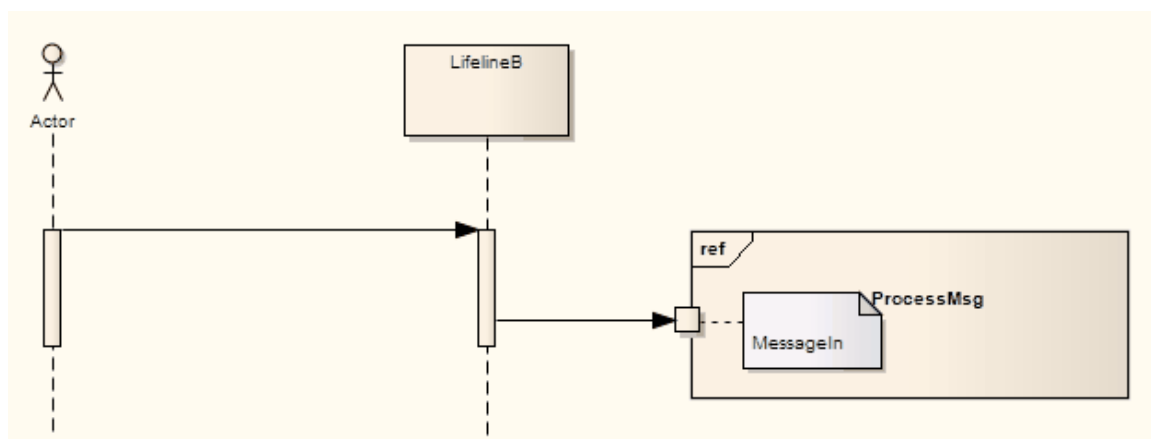 LifelineB
Actor
ref
ProcessMsg
MessageIn